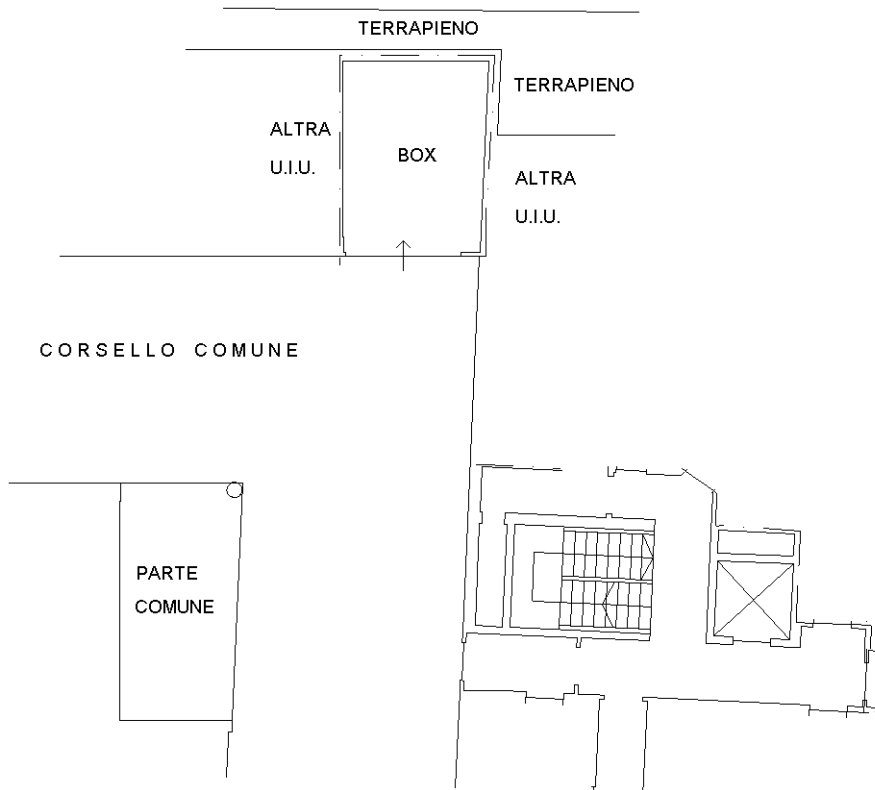 TERRAPIENO
TERRAPIENO
ALTRA
U.I.U.
BOX
ALTRA
U.I.U.
CORSELLO COMUNE
PARTE
COMUNE